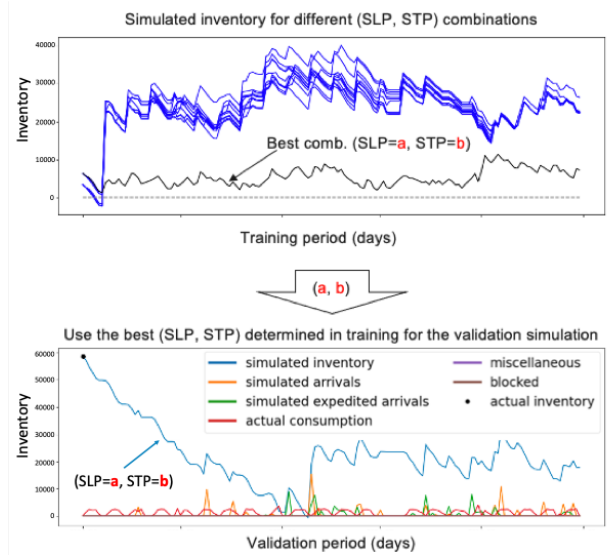 Simulated inventory for different (SLP, STP) combinations
40000
30000
20000
10000
0
Inventory
Best comb. (SLP=a, STP=b)
Training period (days)
(a, b)
Use the best (SLP, STP) determined in training for the validation simulation
60000
50000
40000
30000
20000
10000
0
Inventory
simulated inventory
simulated arrivals
simulated expedited arrivals
actual consumption
miscellaneous
blocked
actual inventory
(SLP=a, STP=b)
Validation period (days)